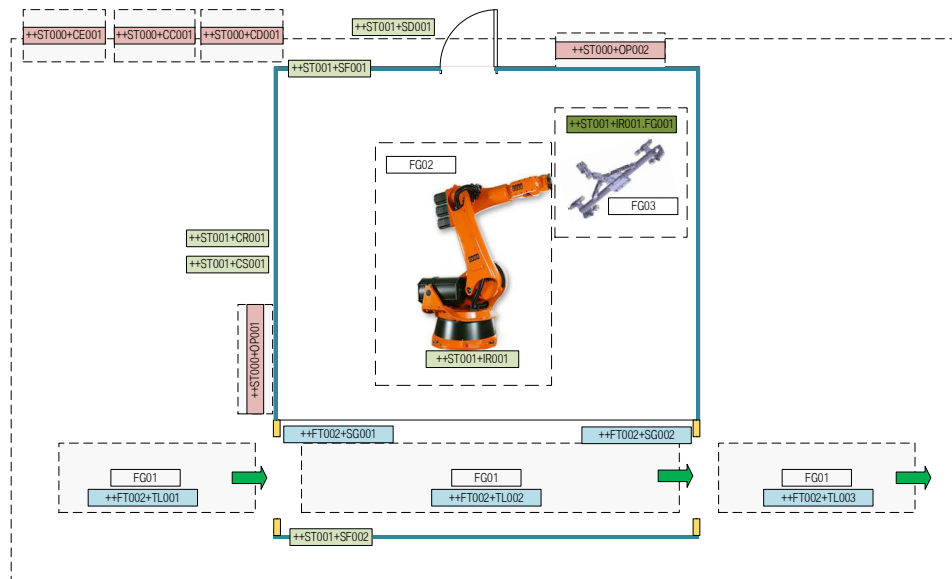 ++ST000+CE001
++ST000+CC001
++ST000+CD001
++ST001+SD001
++ST000+OP002
++ST001+SF001
++ST001+IR001.FG001
FG02
FG03
++ST001+CR001
++ST001+CS001
++ST000+OP001
++ST001+IR001
++FT002+SG001
++FT002+SG002
FG01
++FT002+TL001
FG01
++FT002+TL002
FG01
++FT002+TL003
++ST001+SF002